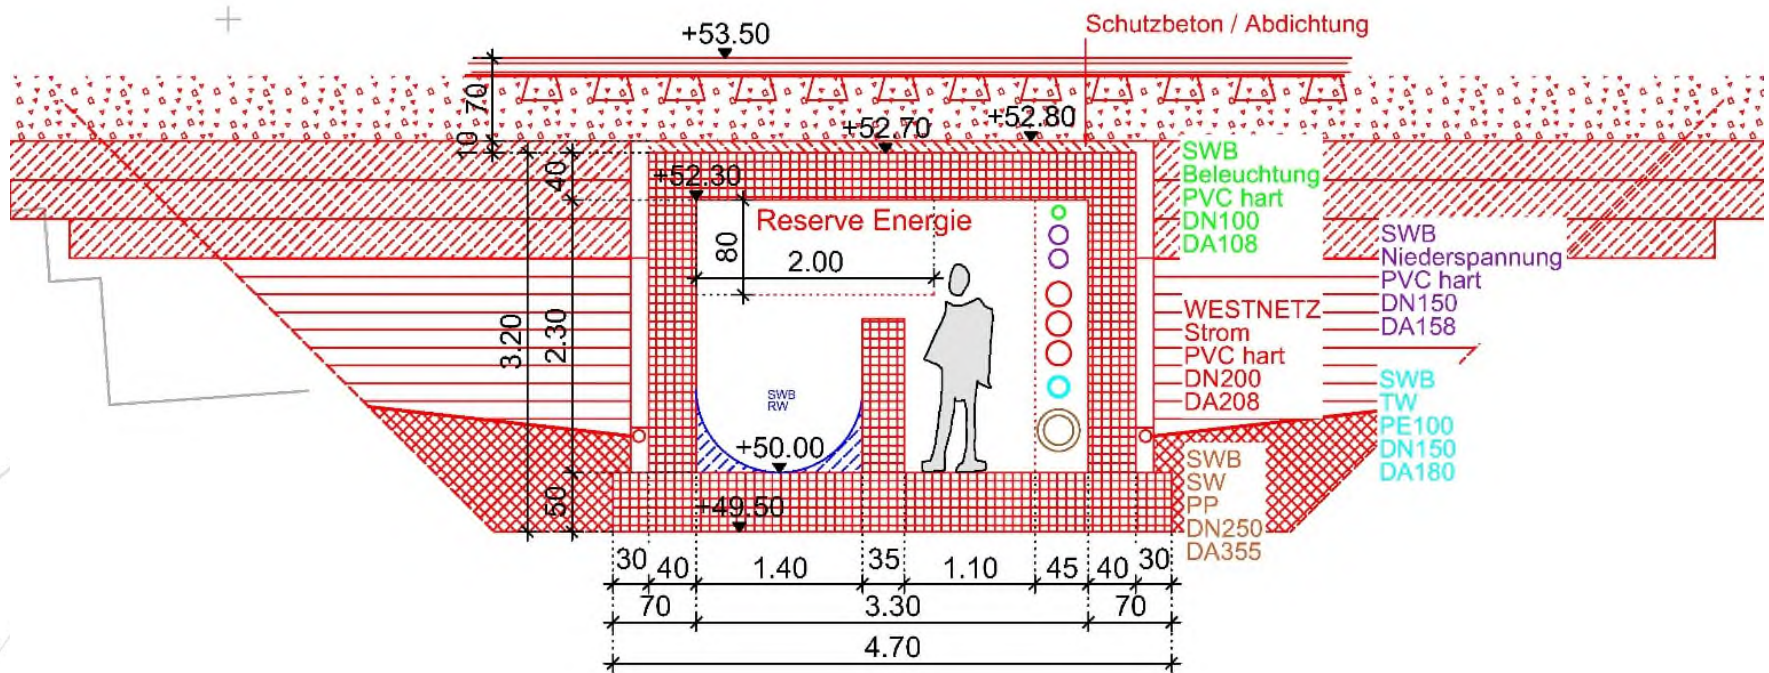 Schutzbeton / Abdichtung
+53.50
70
10
+52.70
+52.80
40
+52.30
Reserve Energie
80
2.00
3.20
2.30
SWB
RW
+50.00
50
+49.50
SWB
Beleuchtung
PVC hart
DN100
DA108
SWB
Niederspannung
PVC hart
DN150
DA158
WESTNETZ
Strom
PVC hart
DN200
DA208
SWB
TW
PE100
DN150
DA180
SWB
SW
PP
DN250
DA355
30 40 1.40 35 1.10 45 40 30
70 3.30 70
4.70